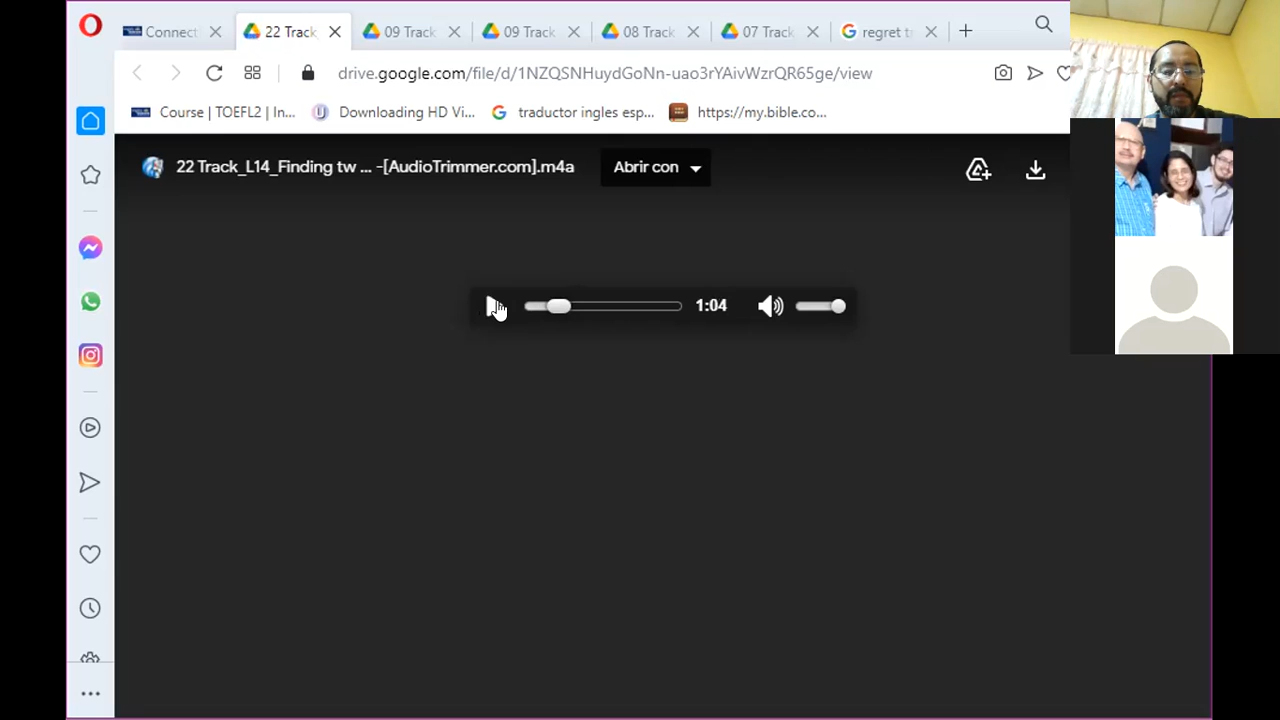 Connect
22 Track
09 Track
09 Track
08 Track
07 Track
regret t
drive.google.com/file/d/1NZQSNHuydGoNn-uao3rYAivWzrQR65ge/view
Course | TOEFL2 | In...
Downloading HD Vi...
traductor ingles esp...
https://my.bible.co...
22 Track_L14_Finding tw ... -[AudioTrimmer.com].m4a
Abrir con
1:04